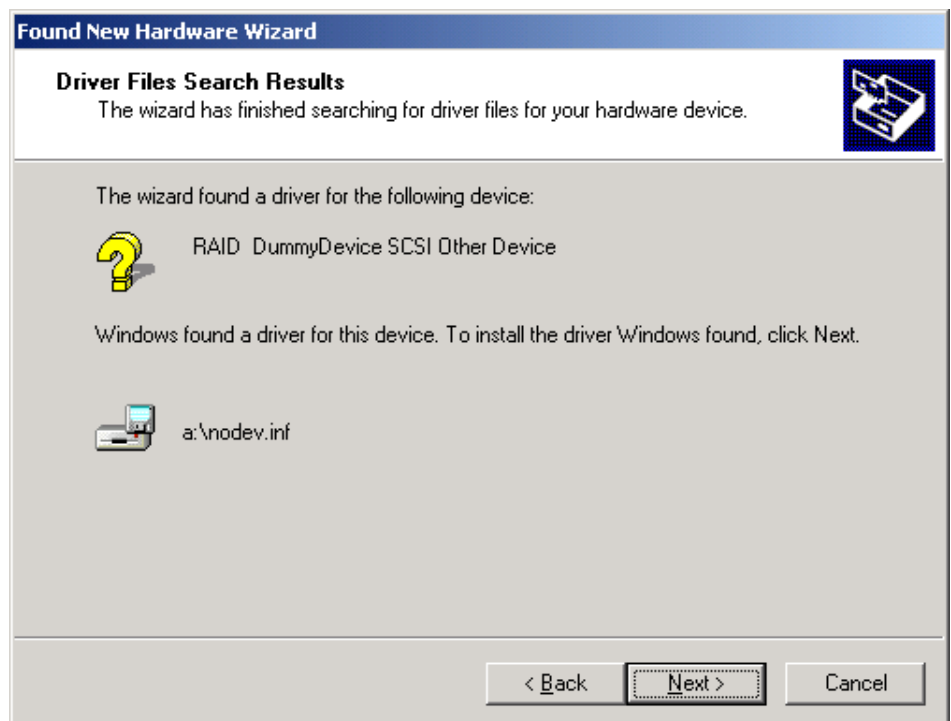 Found New Hardware Wizard
Driver Files Search Results
The wizard has finished searching for driver files for your hardware device.
The wizard found a driver for the following device:
RAID  DummyDevice SCSI Other Device
Windows found a driver for this device. To install the driver Windows found, click Next.
a:\nodev.inf
< Back Next > Cancel